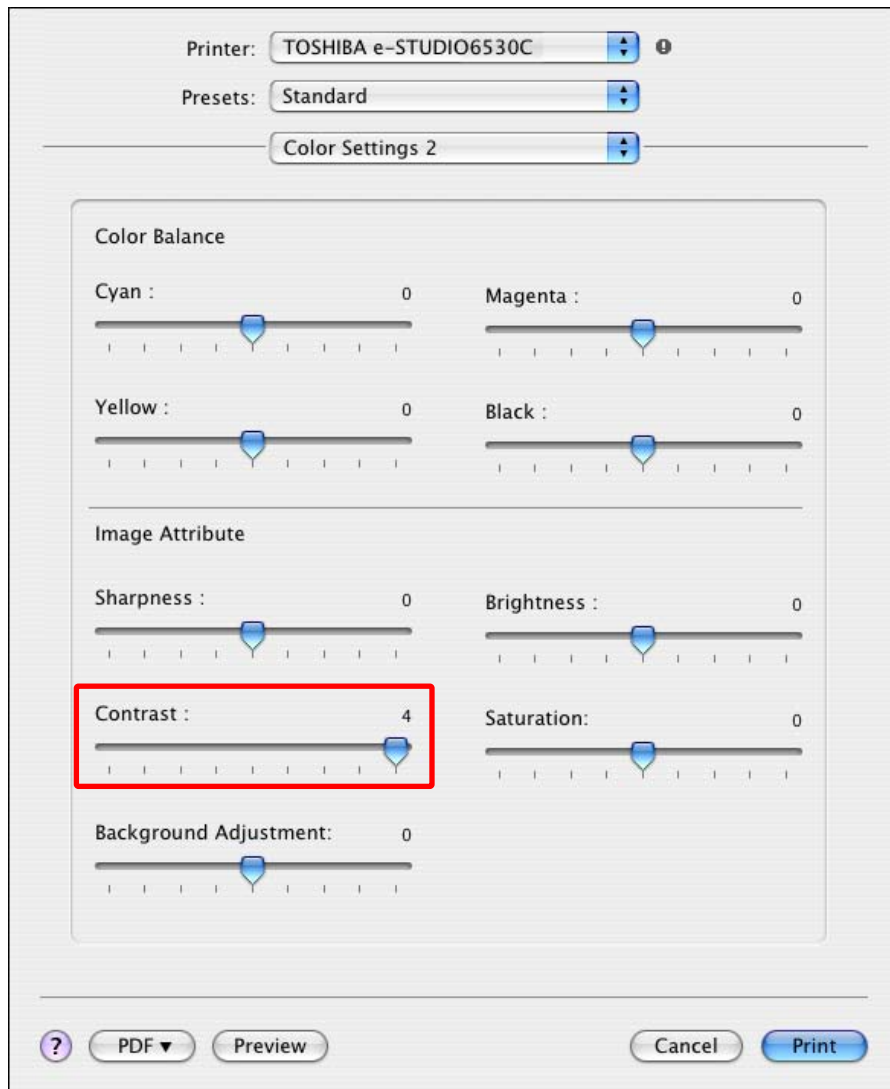 Printer: TOSHIBA e-STUDIO6530C
Presets: Standard
Color Settings 2
Color Balance
Cyan : 0 Magenta : 0
Yellow : 0 Black : 0
Image Attribute
Sharpness : 0 Brightness : 0
Contrast : 4 Saturation: 0
Background Adjustment: 0
? PDF ▼ Preview Cancel Print